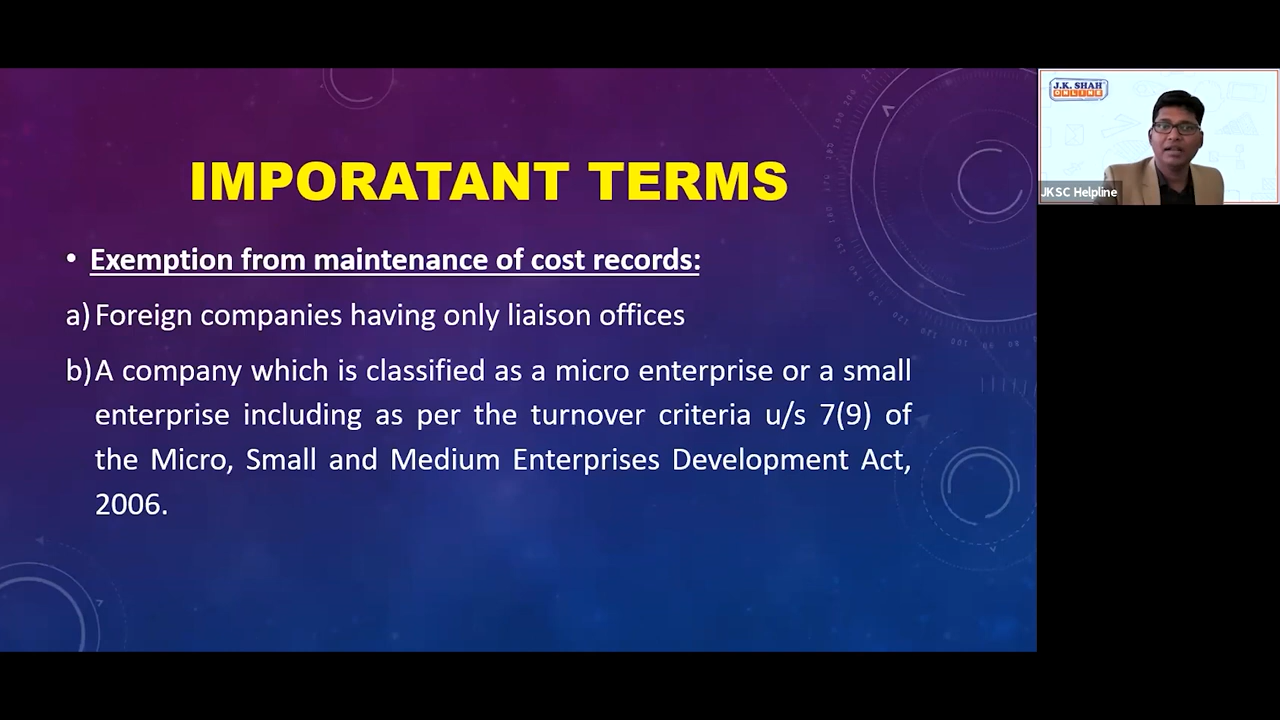 IMPORATANT TERMS
• Exemption from maintenance of cost records:
a) Foreign companies having only liaison offices
b) A company which is classified as a micro enterprise or a small
enterprise including as per the turnover criteria u/s 7(9) of
the Micro, Small and Medium Enterprises Development Act,
2006.
J.K. SHAH
ONLINE
JKSC Helpline